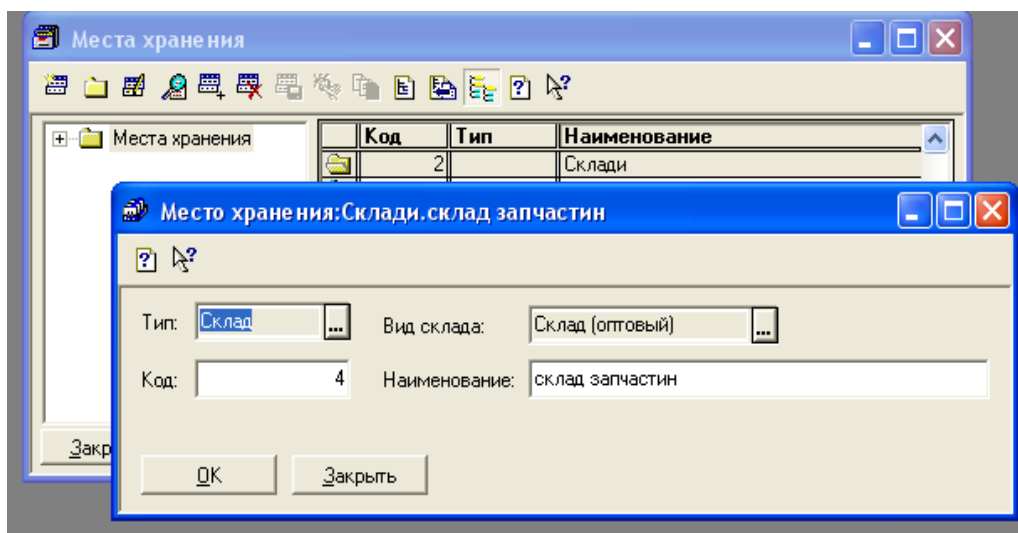 Места хранения
Места хранения
Код Тип Наименование
2 Склади
Место хранения:Склади.склад запчастин
Тип: Склад ... Вид склада: Склад (оптовый) ...
Код: 4 Наименование: склад запчастин
Закр
OK Закрыть